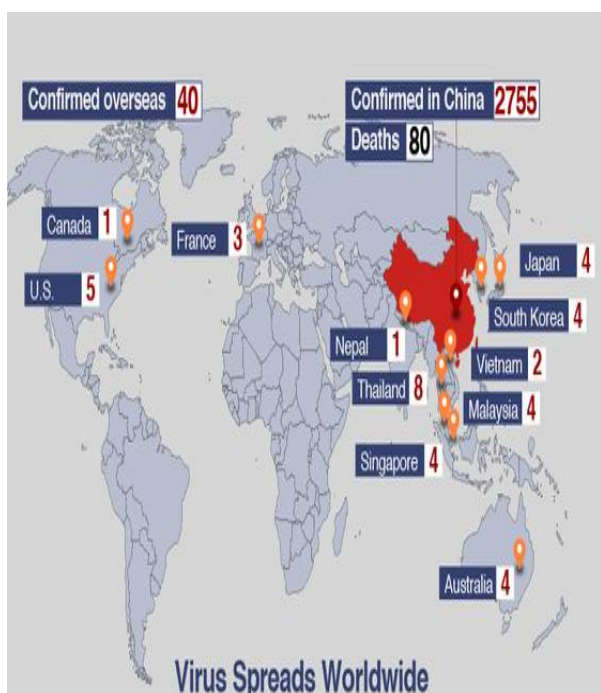 Confirmed overseas 40
Confirmed in China 2755
Deaths 80
Canada 1
France 3
Japan 4
U.S. 5
South Korea 4
Nepal 1
Vietnam 2
Thailand 8
Malaysia 4
Singapore 4
Australia 4
Virus Spreads Worldwide